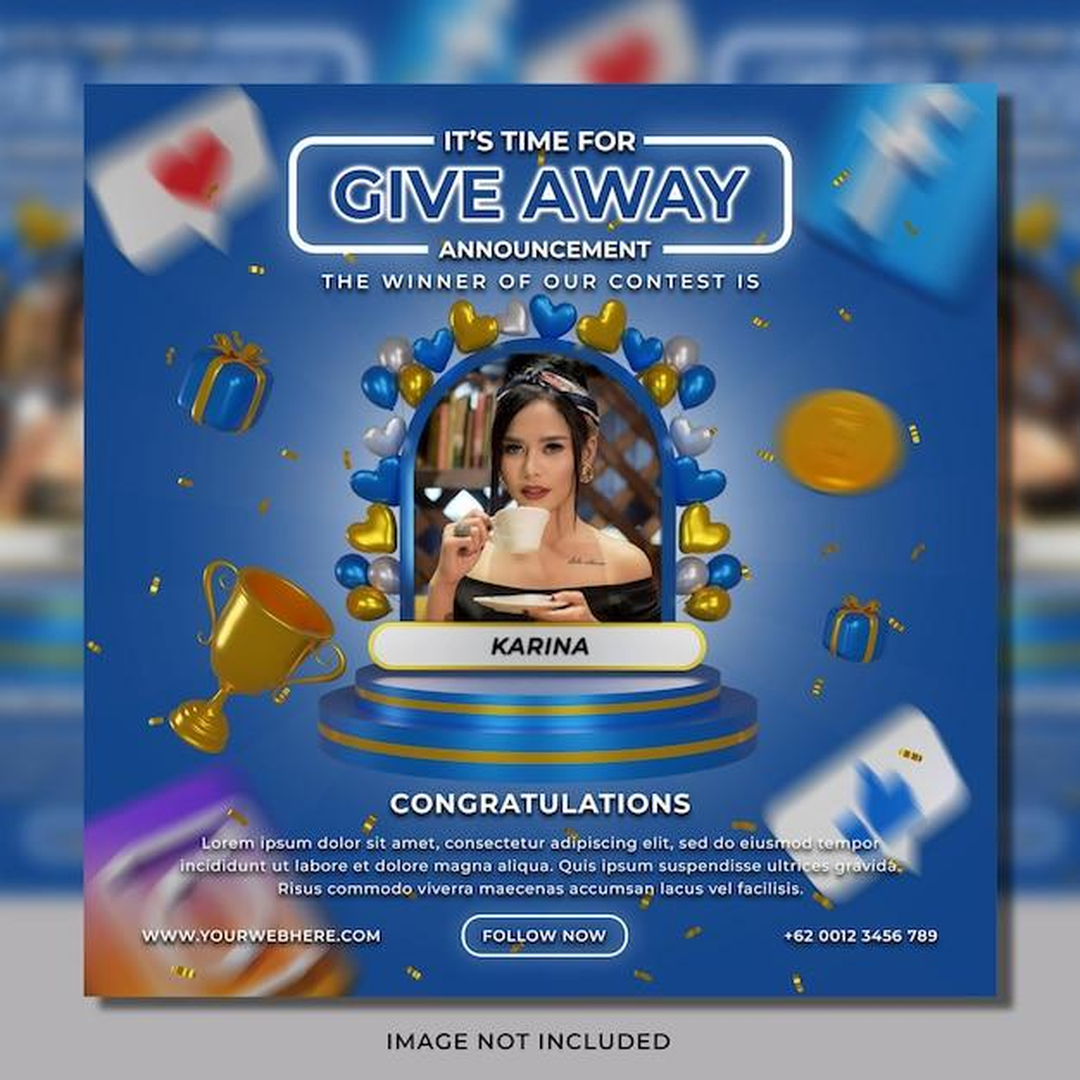 IT'S TIME FOR
GIVE AWAY
ANNOUNCEMENT
THE WINNER OF OUR CONTEST IS
KARINA
CONGRATULATIONS
Lorem ipsum dolor sit amet, consectetur adipiscing elit, sed do eiusmod tempor
incididunt ut labore et dolore magna aliqua. Quis ipsum suspendisse ultrices gravida.
Risus commodo viverra maecenas accumsan lacus vel facilisis.
WWW.YOURWEBHERE.COM
FOLLOW NOW
+62 0012 3456 789
IMAGE NOT INCLUDED